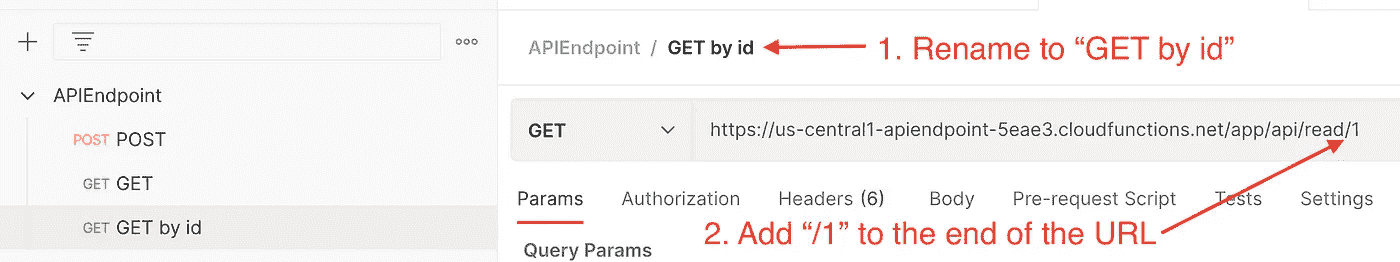 APIEndpoint
POST POST
GET GET
GET GET by id
APIEndpoint / GET by id
1. Rename to “GET by id”
GET https://us-central1-apiendpoint-5eae3.cloudfunctions.net/app/api/read/1
Params Authorization Headers (6) Body Pre-request Script Tests Settings
2. Add “/1” to the end of the URL
Query Params